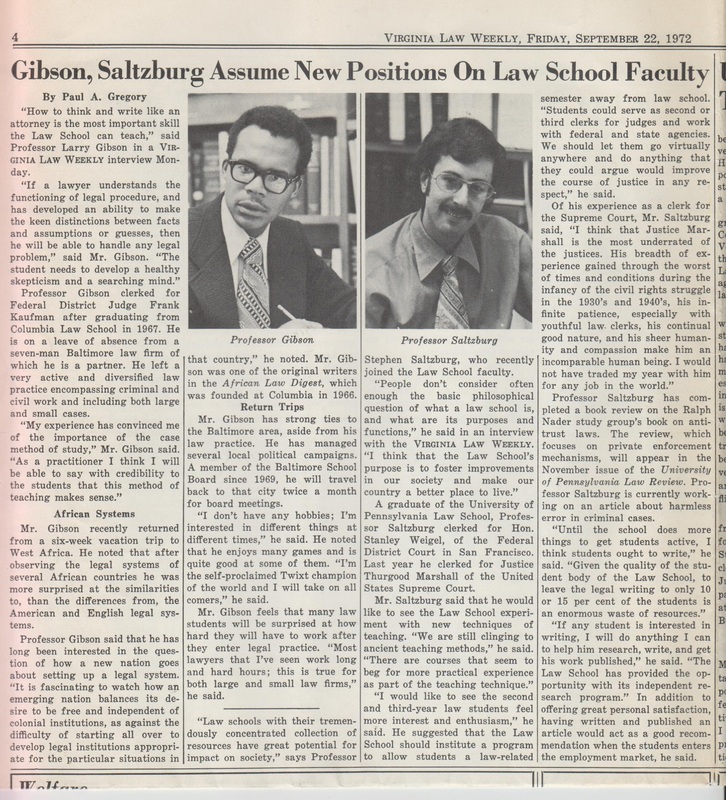 4
VIRGINIA LAW WEEKLY, FRIDAY, SEPTEMBER 22, 1972
Gibson, Saltzburg Assume New Positions On Law School Faculty
By Paul A. Gregory
"How to think and write like an
attorney is the most important skill
the Law School can teach," said
Professor Larry Gibson in a VIR-
GINIA LAW WEEKLY interview Mon-
day.
"If a lawyer understands the
functioning of legal procedure, and
has developed an ability to make
the keen distinctions between facts
and assumptions or guesses, then
he will be able to handle any legal
problem," said Mr. Gibson. "The
student needs to develop a healthy
skepticism and a searching mind."
Professor Gibson clerked for
Federal District Judge Frank
Kaufman after graduating from
Columbia Law School in 1967. He
is on a leave of absence from a
seven-man Baltimore law firm of
which he is a partner. He left a
very active and diversified law
practice encompassing criminal and
civil work and including both large
and small cases.
"My experience has convinced me
of the importance of the case
method of study," Mr. Gibson said.
"As a practitioner I think I will
be able to say with credibility to
the students that this method of
teaching makes sense."
African Systems
Mr. Gibson recently returned
from a six-week vacation trip to
West Africa. He noted that after
observing the legal systems of
several African countries he was
more surprised at the similarities
to, than the differences from, the
American and English legal sys-
tems.
Professor Gibson said that he has
long been interested in the ques-
tion of how a new nation goes
about setting up a legal system.
"It is fascinating to watch how an
emerging nation balances its de-
sire to be free and independent of
colonial institutions, as against the
difficulty of starting all over to
develop legal institutions appropri-
ate for the particular situations in
Professor Gibson
that country," he noted. Mr. Gib-
son was one of the original writers
in the African Law Digest, which
was founded at Columbia in 1966.
Return Trips
Mr. Gibson has strong ties to
the Baltimore area, aside from his
law practice. He has managed
several local political campaigns.
A member of the Baltimore School
Board since 1969, he will travel
back to that city twice a month
for board meetings.
"I don't have any hobbies; I'm
interested in different things at
different times," he said. He noted
that he enjoys many games and is
quite good at some of them. "I'm
the self-proclaimed Twixt champion
of the world and I will take on all
comers," he said.
Mr. Gibson feels that many law
students will be surprised at how
hard they will have to work after
they enter legal practice. "Most
lawyers that I've seen work long
and hard hours; this is true for
both large and small law firms,"
he said.
"Law schools with their tremen-
dously concentrated collection of
resources have great potential for
impact on society," says Professor
Professor Saltzburg
Stephen Saltzburg, who recently
joined the Law School faculty.
"People don't consider often
enough the basic philosophical
question of what a law school is,
and what are its purposes and
functions," he said in an interview
with the VIRGINIA LAW WEEKLY.
"I think that the Law School's
purpose is to foster improvements
in our society and make our
country a better place to live."
A graduate of the University of
Pennsylvania Law School, Profes-
sor Saltzburg clerked for Hon.
Stanley Weigel, of the Federal
District Court in San Francisco.
Last year he clerked for Justice
Thurgood Marshall of the United
States Supreme Court.
Mr. Saltzburg said that he would
like to see the Law School experi-
ment with new techniques of
teaching. "We are still clinging to
ancient teaching methods," he said.
"There are courses that seem to
beg for more practical experience
as part of the teaching technique."
"I would like to see the second
and third-year law students feel
more interest and enthusiasm," he
said. He suggested that the Law
School should institute a program
to allow students a law-related
semester away from law school.
"Students could serve as second or
third clerks for judges and work
with federal and state agencies.
We should let them go virtually
anywhere and do anything that
they could argue would improve
the course of justice in any re-
spect," he said.
Of his experience as a clerk for
the Supreme Court, Mr. Saltzburg
said, "I think that Justice Mar-
shall is the most underrated of
the justices. His breadth of ex-
perience gained through the worst
of times and conditions during the
infancy of the civil rights struggle
in the 1930's and 1940's, his in-
finite patience, especially with
youthful law clerks, his continual
good nature, and his sheer human-
ity and compassion make him an
incomparable human being. I would
not have traded my year with him
for any job in the world."
Professor Saltzburg has com-
pleted a book review on the Ralph
Nader study group's book on anti-
trust laws. The review, which
focuses on private enforcement
mechanisms, will appear in the
November issue of the University
of Pennsylvania Law Review. Pro-
fessor Saltzburg is currently work-
ing on an article about harmless
error in criminal cases.
"Until the school does more
things to get students active, I
think students ought to write," he
said. "Given the quality of the stu-
dent body of the Law School, to
leave the legal writing to only 10
or 15 per cent of the students is
an enormous waste of resources."
"If any student is interested in
writing, I will do anything I can
to help him research, write, and get
his work published," he said. "The
Law School has provided the op-
portunity with its independent re-
search program." In addition to
offering great personal satisfaction,
having written and published an
article would act as a good recom-
mendation when the students enters
the employment market, he said.
Welfare